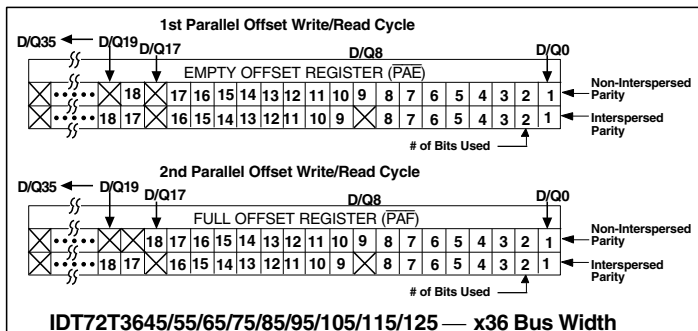 1st Parallel Offset Write/Read Cycle
D/Q35 D/Q19 D/Q17 D/Q8 D/Q0
EMPTY OFFSET REGISTER (PAE)
18 17 16 15 14 13 12 11 10 9 8 7 6 5 4 3 2 1 Non-Interspersed Parity
18 17 16 15 14 13 12 11 10 9 8 7 6 5 4 3 2 1 Interspersed Parity
# of Bits Used
2nd Parallel Offset Write/Read Cycle
D/Q35 D/Q19 D/Q17 D/Q8 D/Q0
FULL OFFSET REGISTER (PAF)
18 17 16 15 14 13 12 11 10 9 8 7 6 5 4 3 2 1 Non-Interspersed Parity
18 17 16 15 14 13 12 11 10 9 8 7 6 5 4 3 2 1 Interspersed Parity
# of Bits Used
IDT72T3645/55/65/75/85/95/105/115/125 — x36 Bus Width